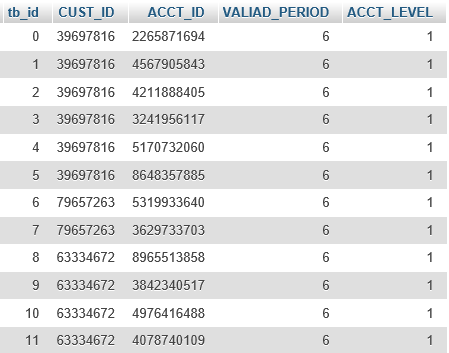 tb_id CUST_ID ACCT_ID VALIAD_PERIOD ACCT_LEVEL
0 39697816 2265871694 6 1
1 39697816 4567905843 6 1
2 39697816 4211888405 6 1
3 39697816 3241956117 6 1
4 39697816 5170732060 6 1
5 39697816 8648357885 6 1
6 79657263 5319933640 6 1
7 79657263 3629733703 6 1
8 63334672 8965513858 6 1
9 63334672 3842340517 6 1
10 63334672 4976416488 6 1
11 63334672 4078740109 6 1